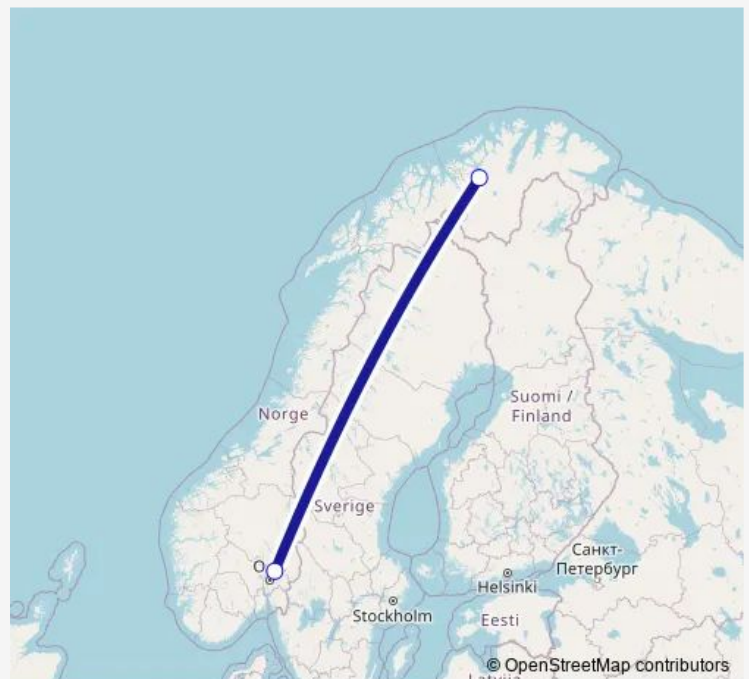 Norge
Suomi /
Finland
Sverige
Санкт-
Петербург
Helsinki
Stockholm
Eesti
© OpenStreetMap contributors